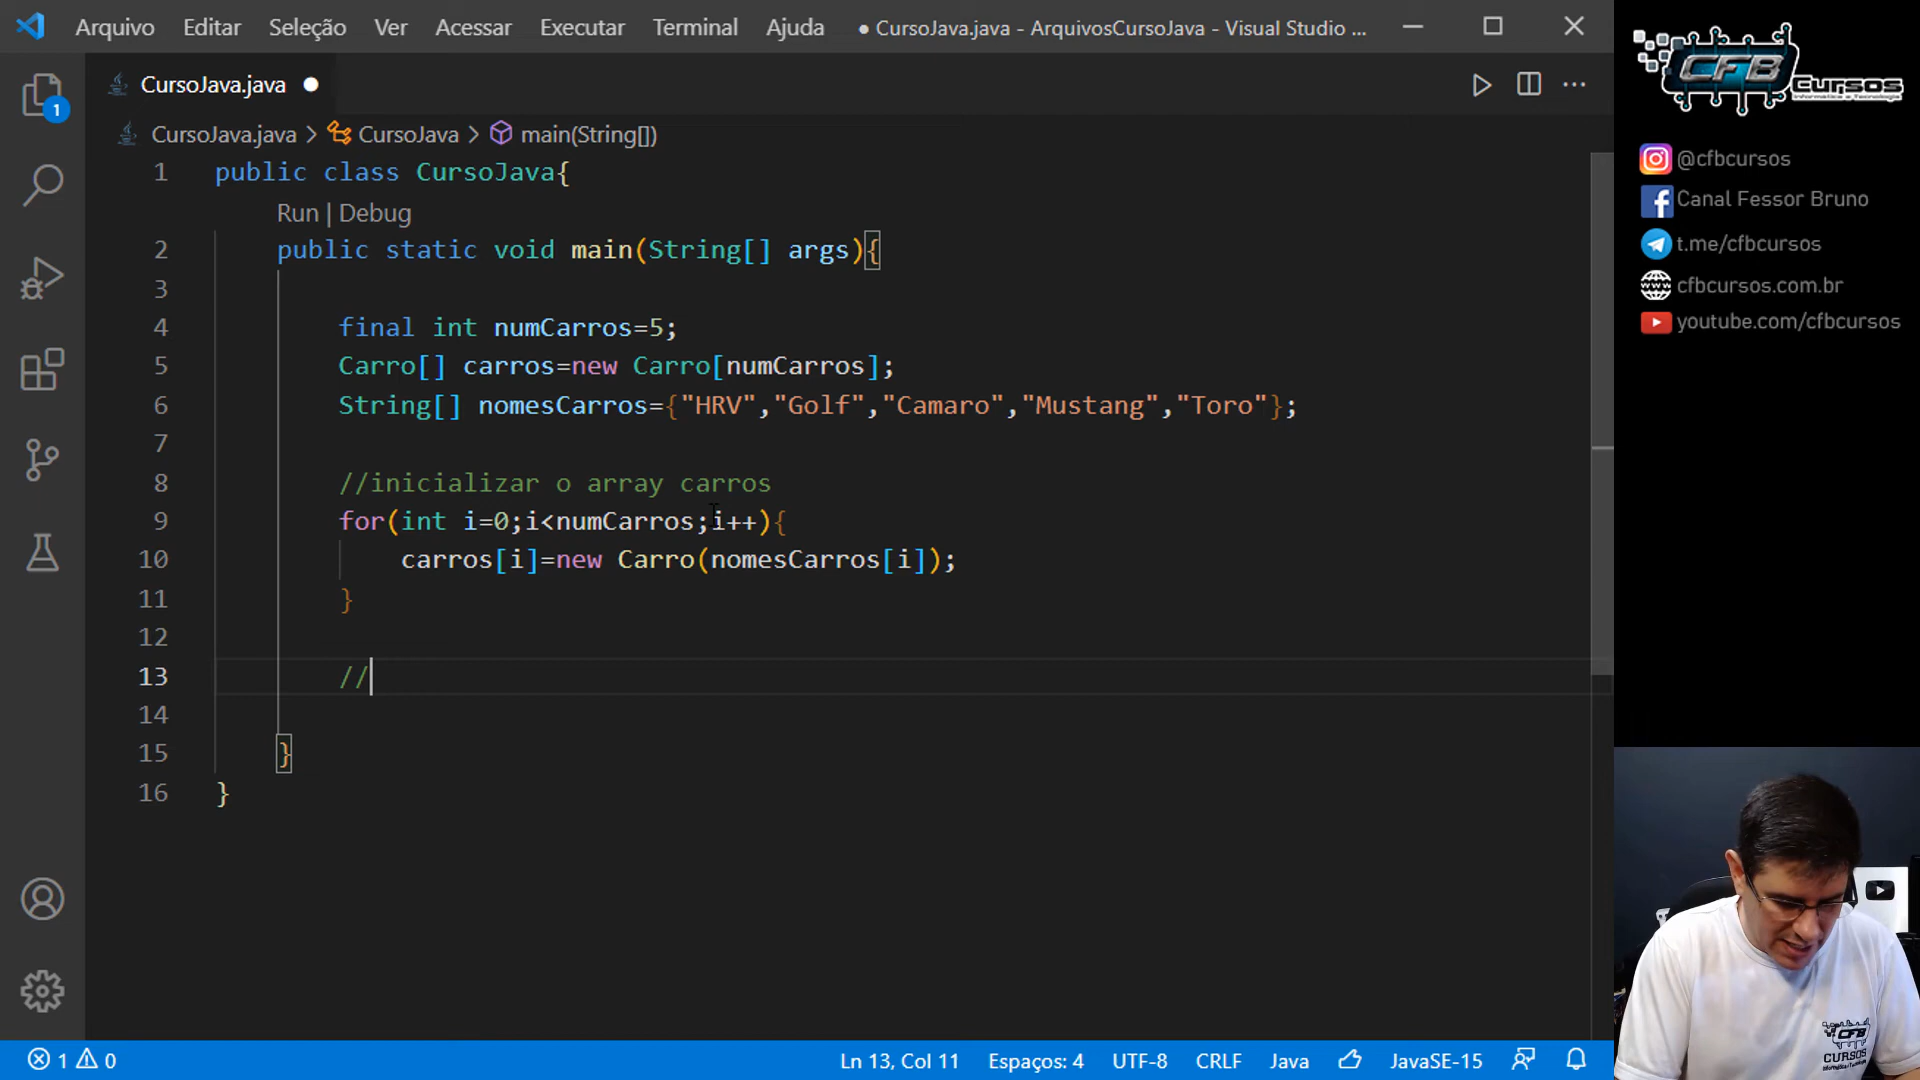 Arquivo Editar Seleção Ver Acessar Executar Terminal Ajuda ● CursoJava.java - ArquivosCursoJava - Visual Studio ...
CursoJava.java ●
CursoJava.java > CursoJava > main(String[])
1 public class CursoJava{
Run | Debug
2 public static void main(String[] args){
3
4 final int numCarros=5;
5 Carro[] carros=new Carro[numCarros];
6 String[] nomesCarros={"HRV","Golf","Camaro","Mustang","Toro"};
7
8 //inicializar o array carros
9 for(int i=0;i<numCarros;i++){
10 carros[i]=new Carro(nomesCarros[i]);
11 }
12
13 //
14
15 }
16 }
1
1 0 Ln 13, Col 11 Espaços: 4 UTF-8 CRLF Java JavaSE-15
CFB Cursos
Informática e Tecnologia
@cfbcursos
Canal Fessor Bruno
t.me/cfbcursos
cfbcursos.com.br
youtube.com/cfbcursos
CFB
CURSOS